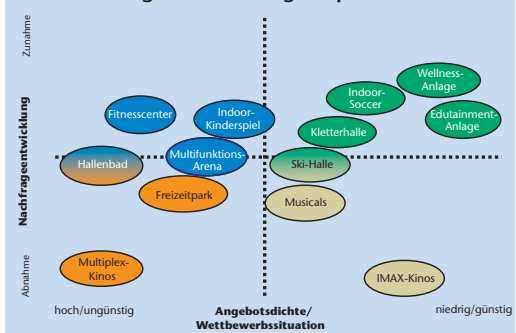 Zunahme
Wellness-
Anlage
Indoor-
Soccer
Fitnesscenter
Indoor-
Kinderspiel
Edutainment-
Anlage
Kletterhalle
Nachfrageentwicklung
Hallenbad
Multifunktions-
Arena
Ski-Halle
Freizeitpark
Musicals
Multiplex-
Kinos
IMAX-Kinos
Abnahme
hoch/ungünstig
Angebotsdichte/
Wettbewerbssituation
niedrig/günstig